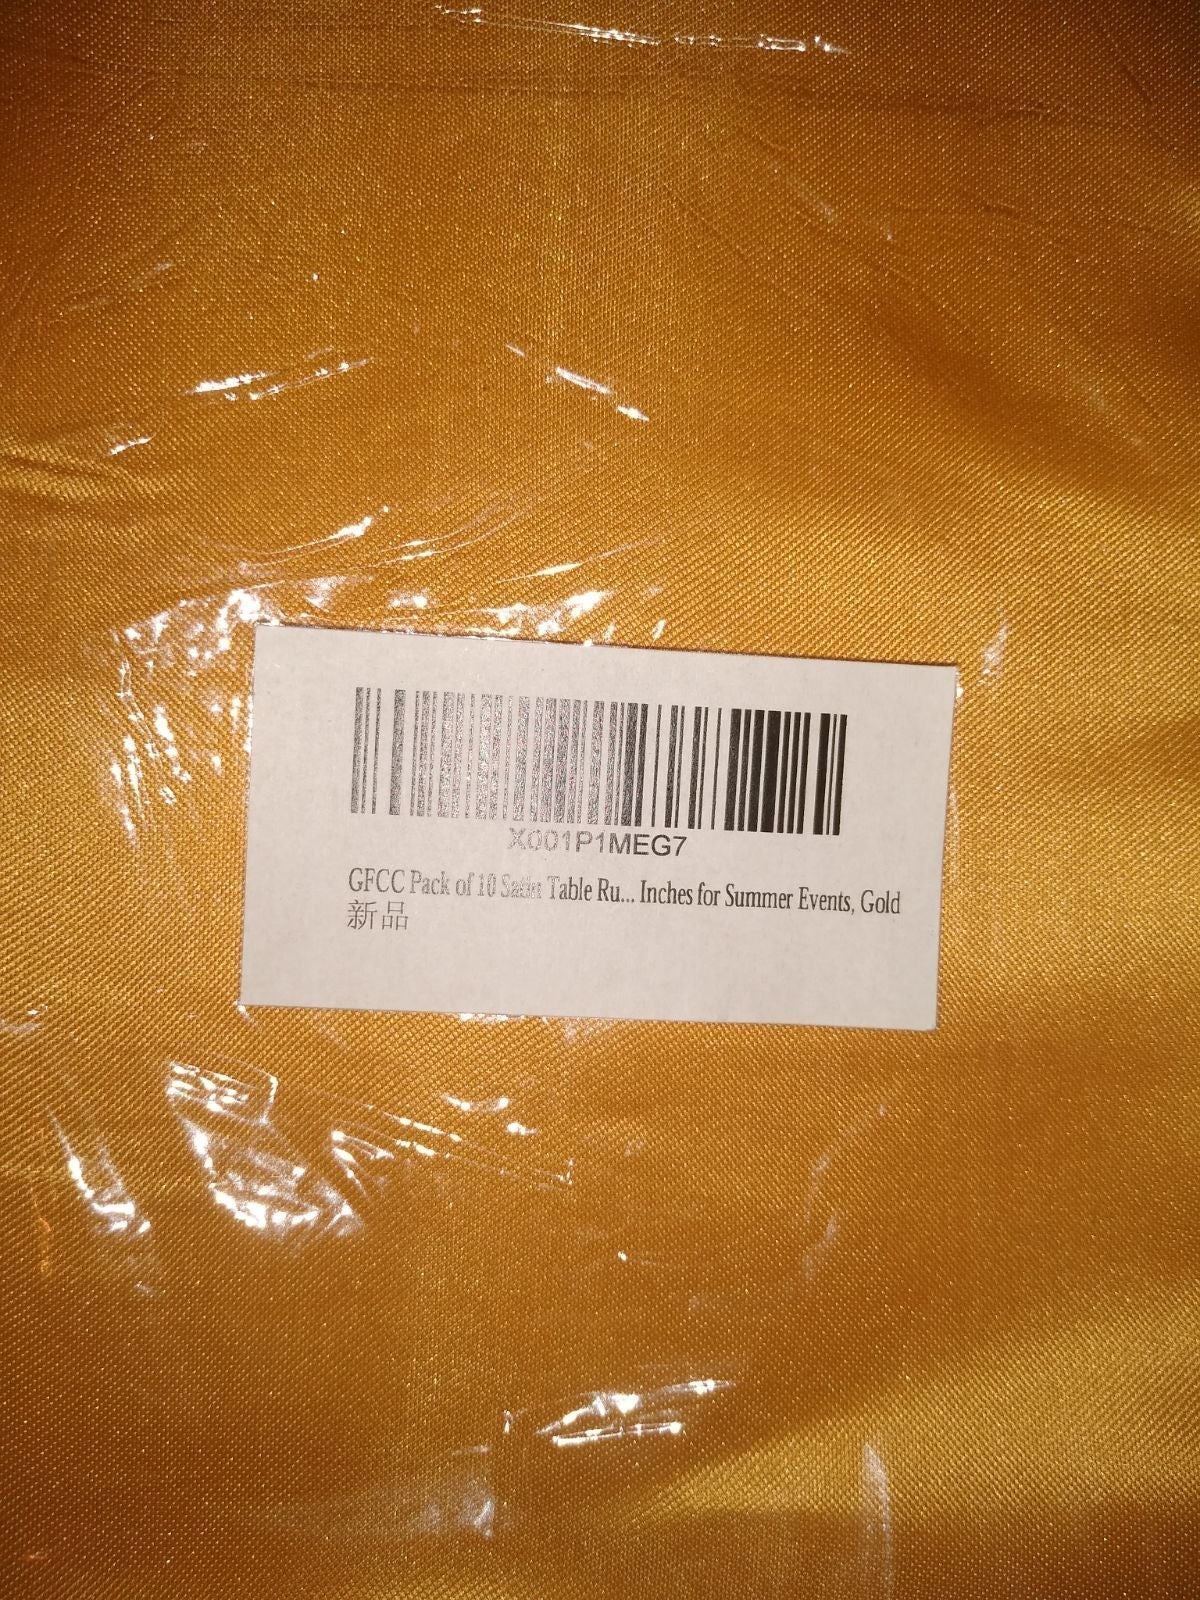 X001P1MEG7
GFCC Pack of 10 Satin Table Ru... Inches for Summer Events, Gold
新品